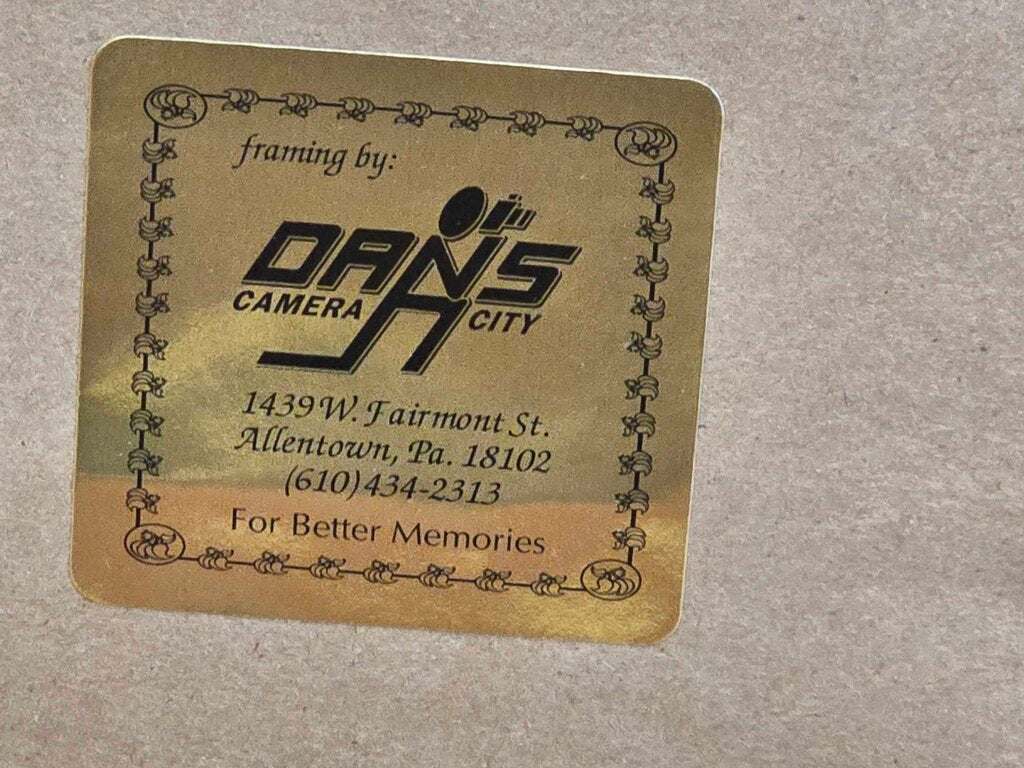 framing by:
DAN'S
CAMERA CITY
1439 W. Fairmont St.
Allentown, Pa. 18102
(610) 434-2313
For Better Memories